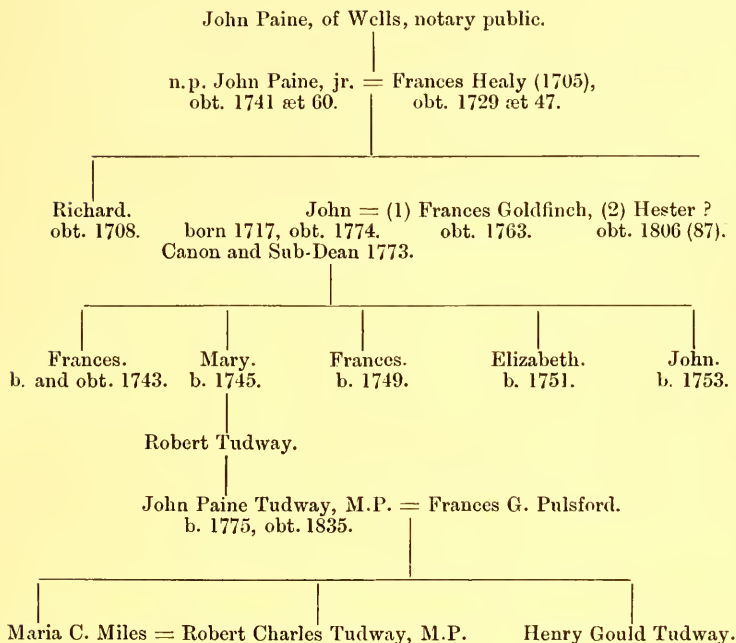 John Paine, of Wells, notary public.
n.p. John Paine, jr. = Frances Healy (1705),
obt. 1741 æt 60. obt. 1729 æt 47.
Richard. John = (1) Frances Goldfinch, (2) Hester ?
obt. 1708. born 1717, obt. 1774. obt. 1763. obt. 1806 (87).
Canon and Sub-Dean 1773.
Frances. Mary. Frances. Elizabeth. John.
b. and obt. 1743. b. 1745. b. 1749. b. 1751. b. 1753.
Robert Tudway.
John Paine Tudway, M.P. = Frances G. Pulsford.
b. 1775, obt. 1835.
Maria C. Miles = Robert Charles Tudway, M.P. Henry Gould Tudway.